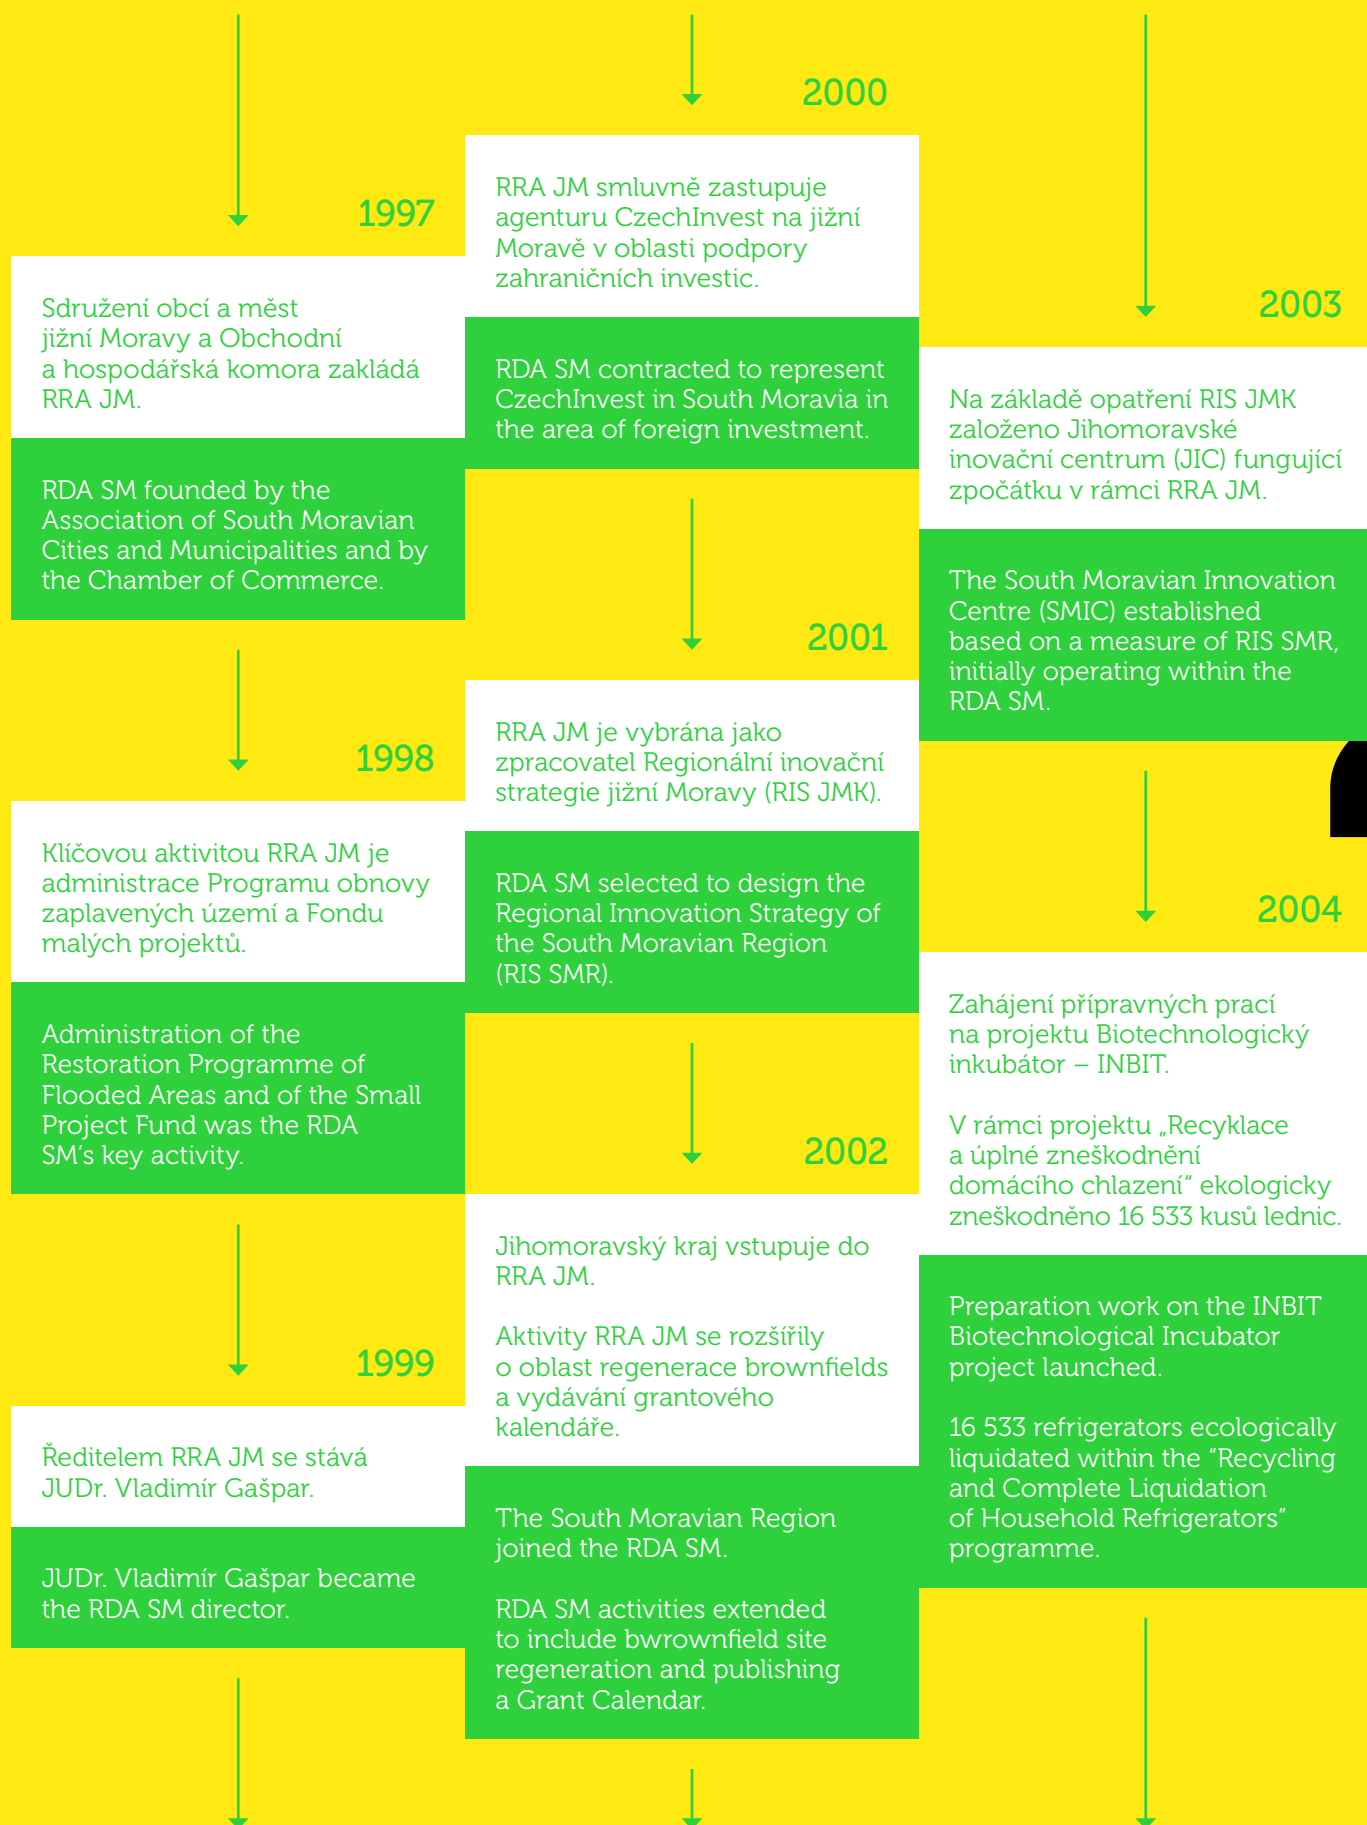 1997
Sdružení obcí a měst
jižní Moravy a Obchodní
a hospodářská komora zakládá
RRA JM.
RDA SM founded by the
Association of South Moravian
Cities and Municipalities and by
the Chamber of Commerce.
1998
Klíčovou aktivitou RRA JM je
administrace Programu obnovy
zaplavených území a Fondu
malých projektů.
Administration of the
Restoration Programme of
Flooded Areas and of the Small
Project Fund was the RDA
SM’s key activity.
1999
Ředitelem RRA JM se stává
JUDr. Vladimír Gašpar.
JUDr. Vladimír Gašpar became
the RDA SM director.
2000
RRA JM smluvně zastupuje
agenturu CzechInvest na jižní
Moravě v oblasti podpory
zahraničních investic.
RDA SM contracted to represent
CzechInvest in South Moravia in
the area of foreign investment.
2001
RRA JM je vybrána jako
zpracovatel Regionální inovační
strategie jižní Moravy (RIS JMK).
RDA SM selected to design the
Regional Innovation Strategy of
the South Moravian Region
(RIS SMR).
2002
Jihomoravský kraj vstupuje do
RRA JM.
Aktivity RRA JM se rozšířily
o oblast regenerace brownfields
a vydávání grantového
kalendáře.
The South Moravian Region
joined the RDA SM.
RDA SM activities extended
to include bwrownfield site
regeneration and publishing
a Grant Calendar.
2003
Na základě opatření RIS JMK
založeno Jihomoravské
inovační centrum (JIC) fungující
zpočátku v rámci RRA JM.
The South Moravian Innovation
Centre (SMIC) established
based on a measure of RIS SMR,
initially operating within the
RDA SM.
2004
Zahájení přípravných prací
na projektu Biotechnologický
inkubátor – INBIT.
V rámci projektu „Recyklace
a úplné zneškodnění
domácího chlazení“ ekologicky
zneškodněno 16 533 kusů lednic.
Preparation work on the INBIT
Biotechnological Incubator
project launched.
16 533 refrigerators ecologically
liquidated within the “Recycling
and Complete Liquidation
of Household Refrigerators”
programme.